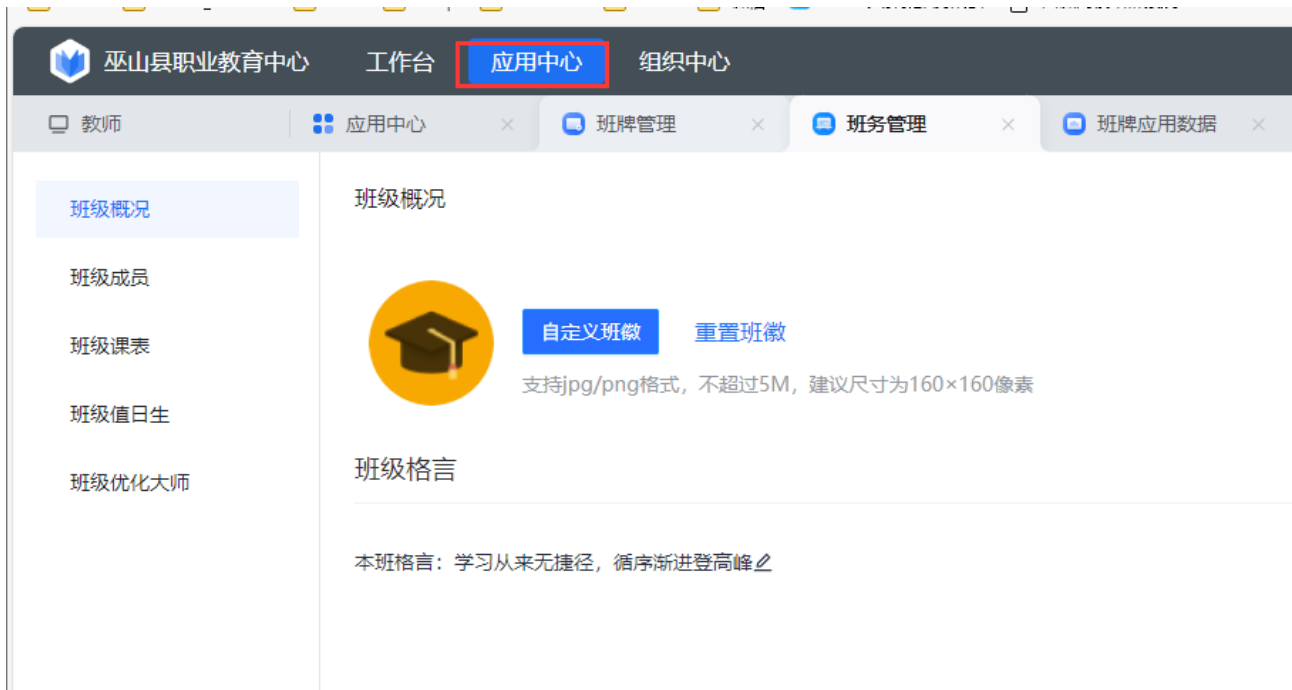 巫山县职业教育中心 工作台 应用中心 组织中心
教师 应用中心 班牌管理 班务管理 班牌应用数据
班级概况
班级成员
班级课表
班级值日生
班级优化大师
班级概况
自定义班徽 重置班徽
支持jpg/png格式，不超过5M，建议尺寸为160×160像素
班级格言
本班格言：学习从来无捷径，循序渐进登高峰